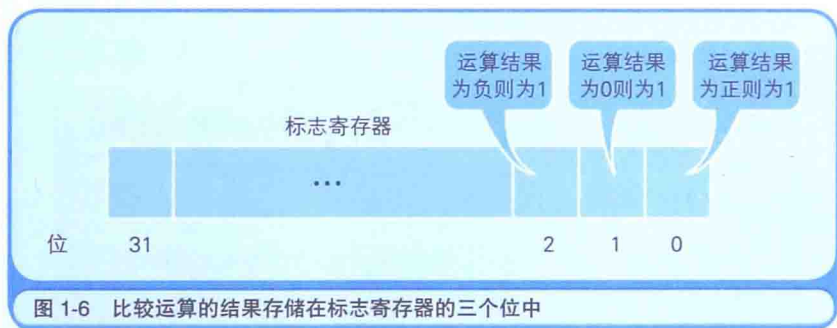 运算结果
为负则为1
运算结果
为0则为1
运算结果
为正则为1
标志寄存器
...
位 31 2 1 0
图 1-6 比较运算的结果存储在标志寄存器的三个位中